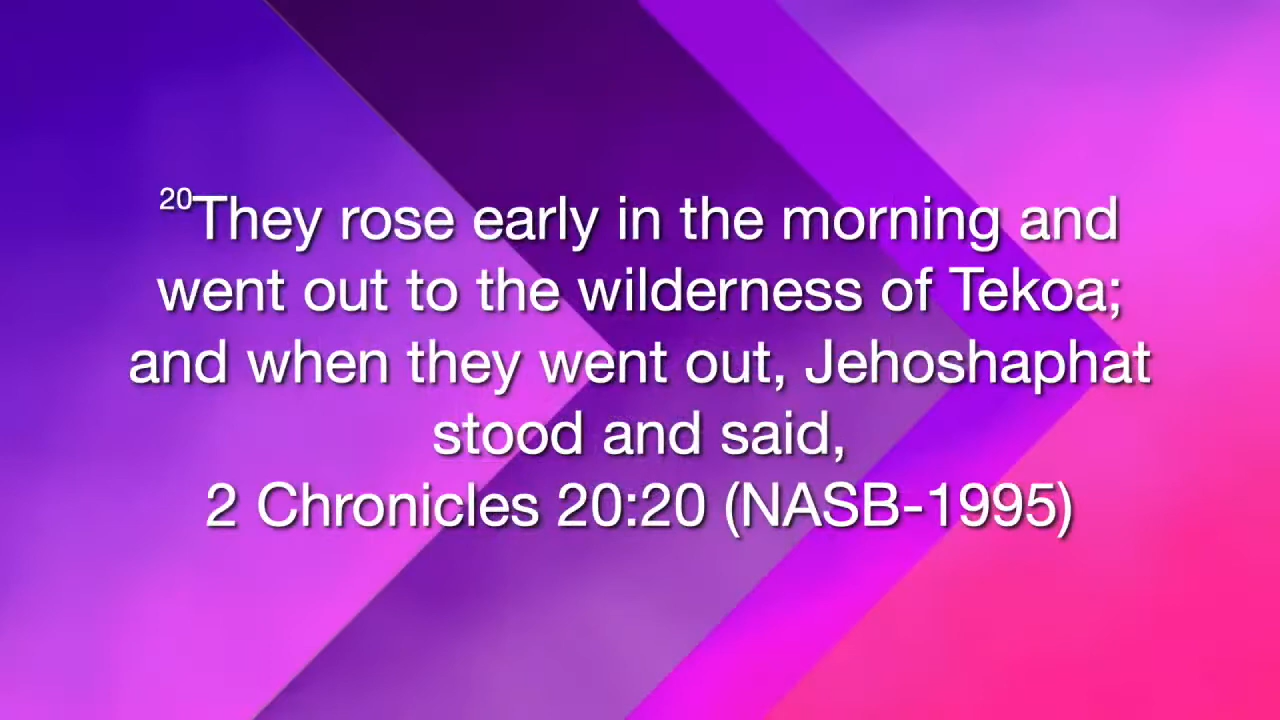 20They rose early in the morning and
went out to the wilderness of Tekoa;
and when they went out, Jehoshaphat
stood and said,
2 Chronicles 20:20 (NASB-1995)